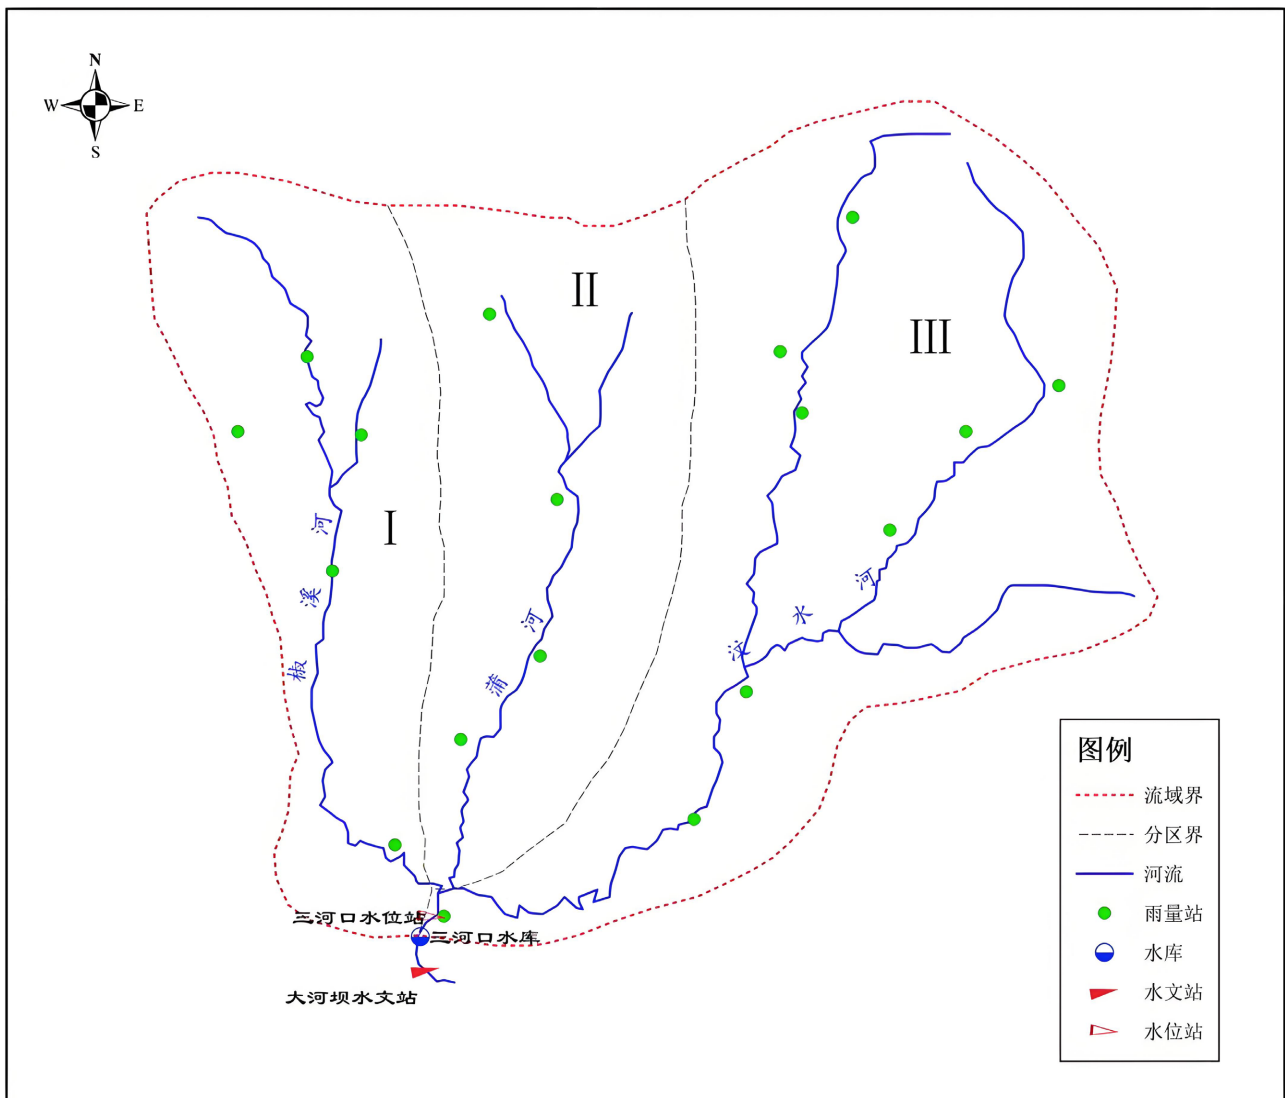 N
W E
S
I
II
III
椒溪河
蒲河
汶水河
三河口水位站
三河口水库
大河坝水文站
图例
流域界
分区界
河流
雨量站
水库
水文站
水位站